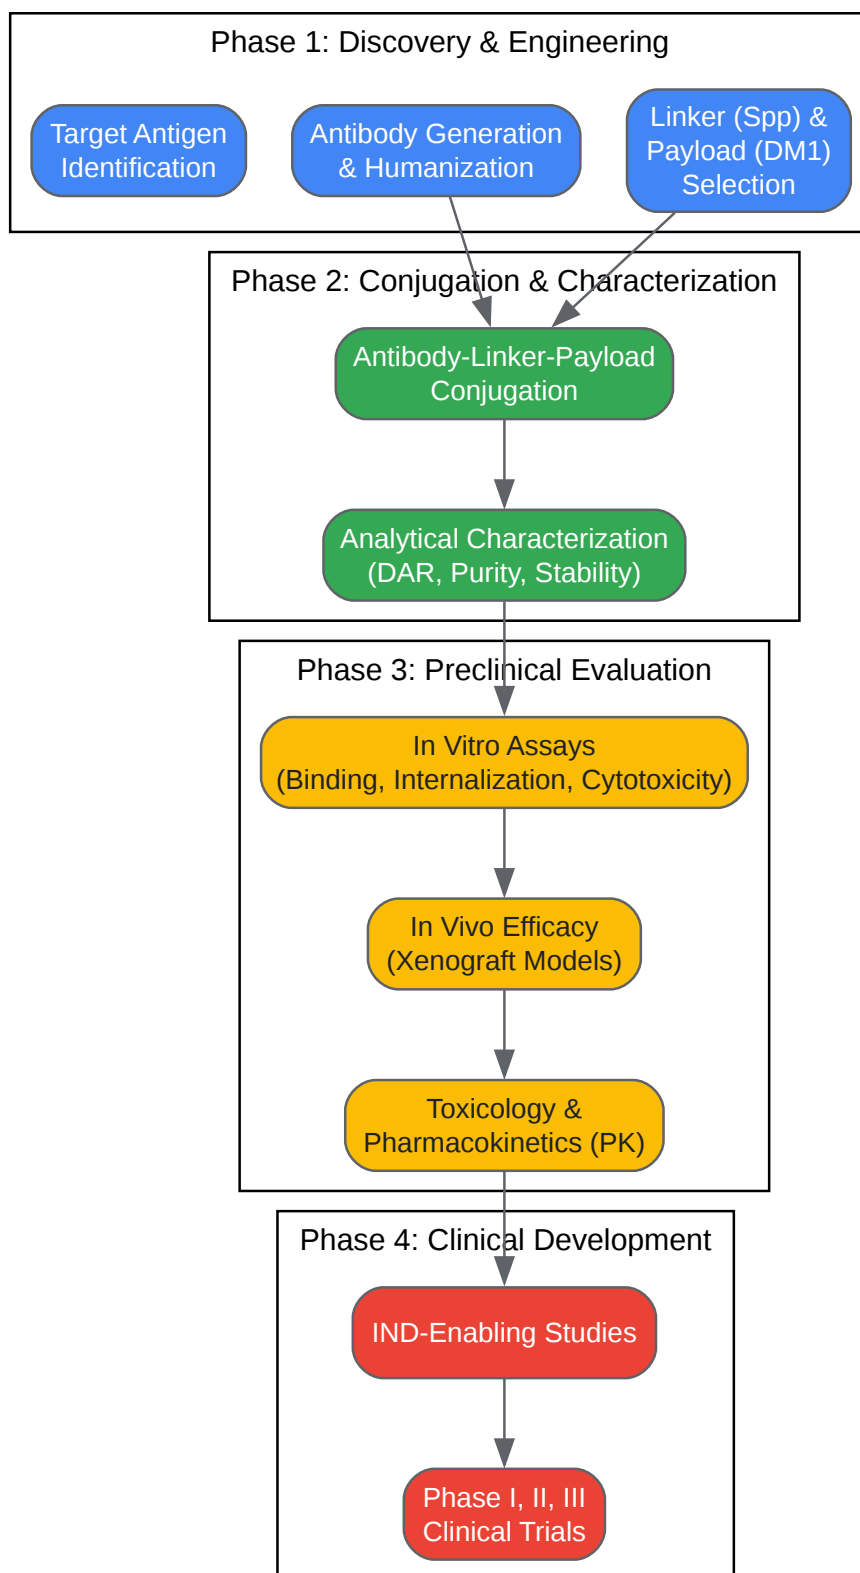 Phase 1: Discovery & Engineering
Target Antigen
Identification
Antibody Generation
& Humanization
Linker (Spp) &
Payload (DM1)
Selection
Phase 2: Conjugation & Characterization
Antibody-Linker-Payload
Conjugation
Analytical Characterization
(DAR, Purity, Stability)
Phase 3: Preclinical Evaluation
In Vitro Assays
(Binding, Internalization, Cytotoxicity)
In Vivo Efficacy
(Xenograft Models)
Toxicology &
Pharmacokinetics (PK)
Phase 4: Clinical Development
IND-Enabling Studies
Phase I, II, III
Clinical Trials